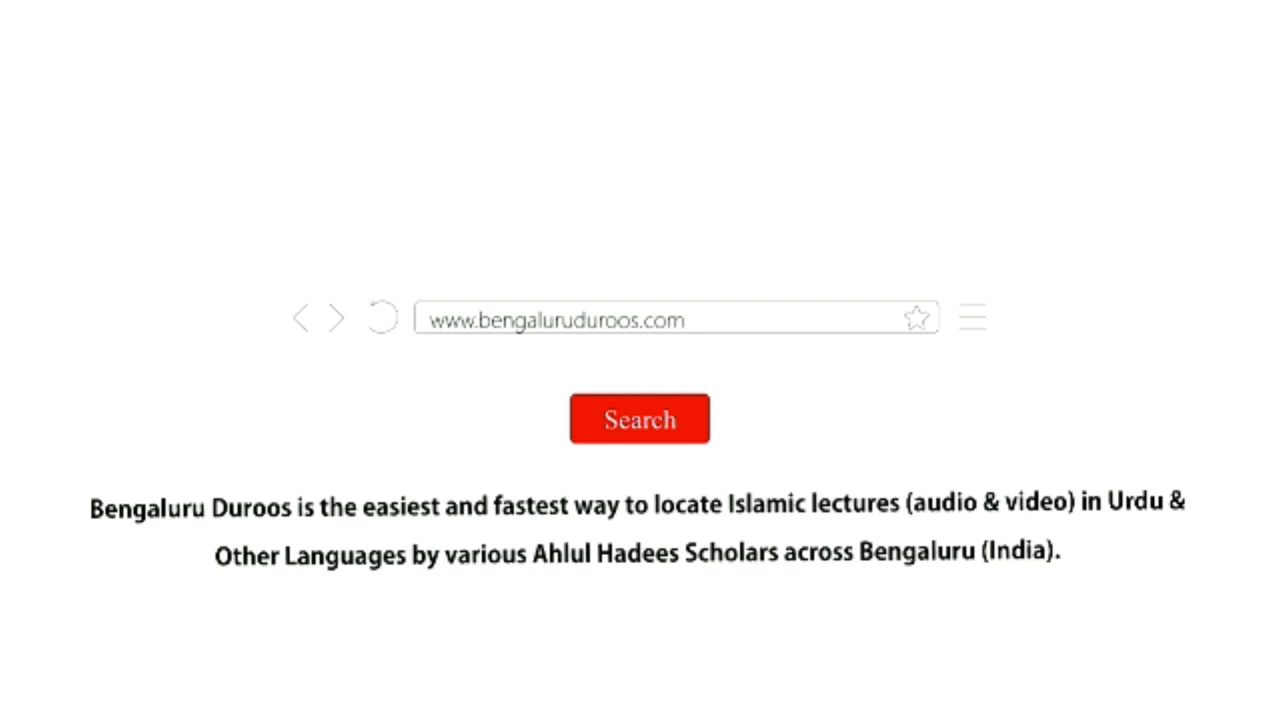 www.bengaluruduroos.com
Search
Bengaluru Duroos is the easiest and fastest way to locate Islamic lectures (audio & video) in Urdu &
Other Languages by various Ahlul Hadees Scholars across Bengaluru (India).